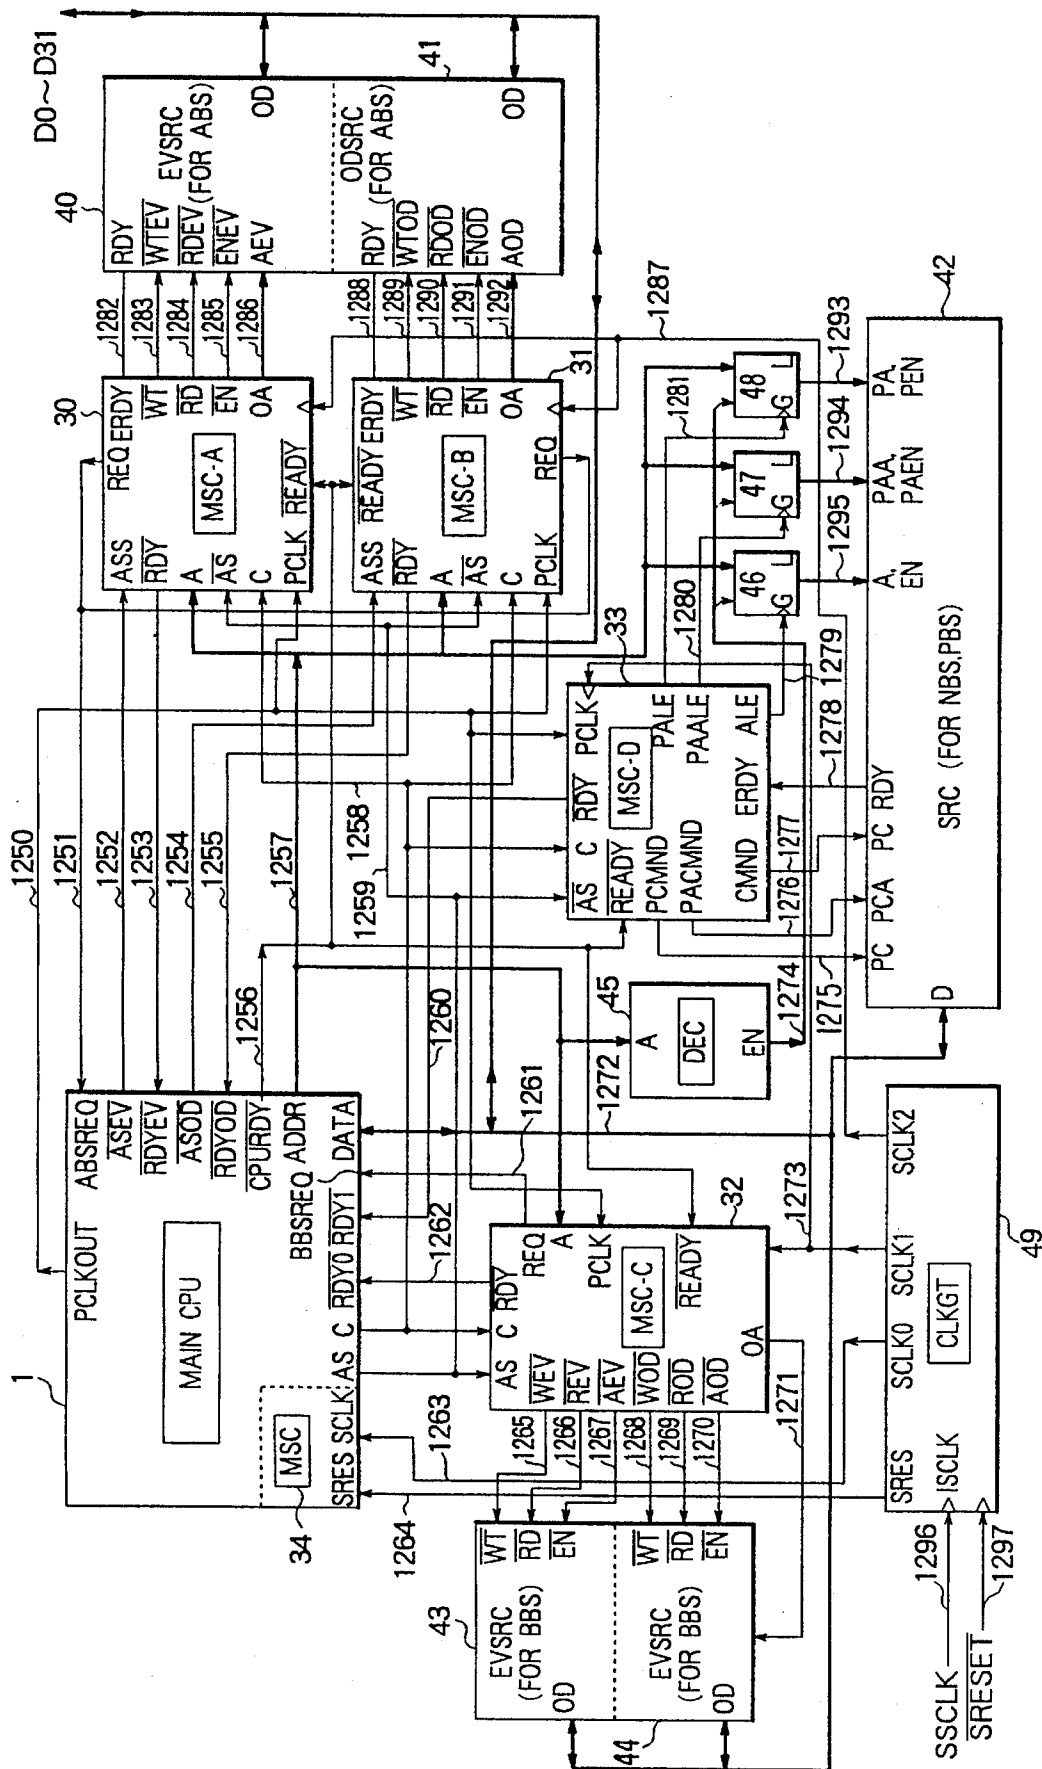 1
MAIN CPU
PCLKOUT
ABSREQ
ASEV
RDYEV
ASOD
RDYOD
CPURDY
ADDR
DATA
BBSREQ
RDY1
RDY0
C
AS
SCLK
SRES
MSC
34
1250
1251
1252
1253
1254
1255
1256
1257
1258
1259
1260
1261
1262
1263
1264
30
REQ
ERDY
ASS
RDY
A
AS
C
PCLK
READY
WT
RD
EN
OA
MSC-A
1282
1283
1284
1285
1286
40
RDY
WTEV
RDEV
ENEV
AEV
EVSRC
(FOR ABS)
OD
D0~D31
41
RDY
WTOD
RDOD
ENOD
AOD
ODSRC
(FOR ABS)
OD
1288
1289
1290
1291
1292
31
READY
ERDY
ASS
RDY
A
AS
C
PCLK
REQ
WT
RD
EN
OA
MSC-B
1287
33
PCLK
RDY
C
AS
READY
PCMND
PACMND
CMND
ERDY
ALE
PAALE
PALE
MSC-D
1275
1276
1277
1278
1279
1280
1281
46
G
L
47
G
L
48
G
L
1293
1294
1295
42
PA,
PEN
PAA,
PAEN
A,
EN
RDY
PC
PCA
PC
D
SRC (FOR NBS,PBS)
45
A
DEC
EN
1274
1272
1273
32
REQ
A
PCLK
READY
RDY
C
AS
MSC-C
WEV
REV
AEV
WOD
ROD
AOD
OA
1265
1266
1267
1268
1269
1270
1271
43
WT
RD
EN
EVSRC
(FOR BBS)
OD
44
WT
RD
EN
EVSRC
(FOR BBS)
OD
49
SRES
ISCLK
SCLK0
SCLK1
SCLK2
CLKGT
1296
1297
SSCLK
SRESET